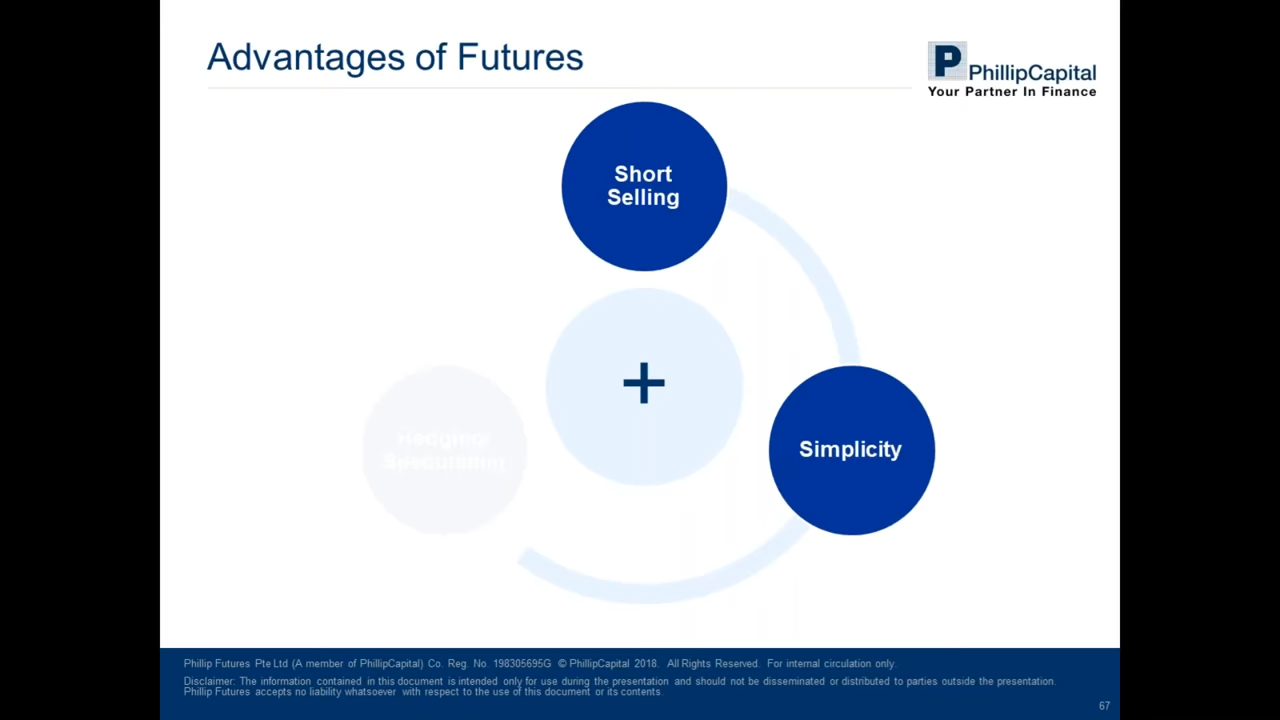 Advantages of Futures
P
PhillipCapital
Your Partner In Finance
Short
Selling
+
Hedging/
Speculation
Simplicity
Phillip Futures Pte Ltd (A member of PhillipCapital) Co. Reg. No. 198305695G © PhillipCapital 2018. All Rights Reserved. For internal circulation only.
Disclaimer: The information contained in this document is intended only for use during the presentation and should not be disseminated or distributed to parties outside the presentation.
Phillip Futures accepts no liability whatsoever with respect to the use of this document or its contents.
67